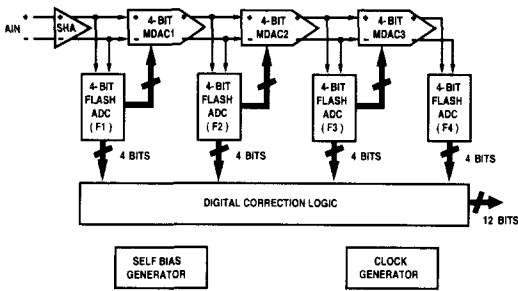 AIN
SHA
4-BIT
MDAC1
4-BIT
MDAC2
4-BIT
MDAC3
4-BIT
FLASH
ADC
(F1)
4-BIT
FLASH
ADC
(F2)
4-BIT
FLASH
ADC
(F3)
4-BIT
FLASH
ADC
(F4)
4 BITS
4 BITS
4 BITS
4 BITS
DIGITAL CORRECTION LOGIC
12 BITS
SELF BIAS
GENERATOR
CLOCK
GENERATOR